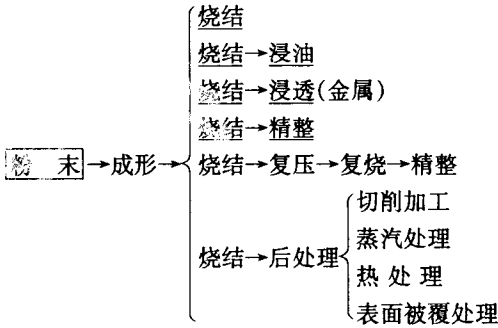 烧结
烧结→浸油
烧结→浸透(金属)
烧结→精整
粉 末→成形→烧结→复压→复烧→精整
烧结→后处理
切削加工
蒸汽处理
热 处 理
表面被覆处理